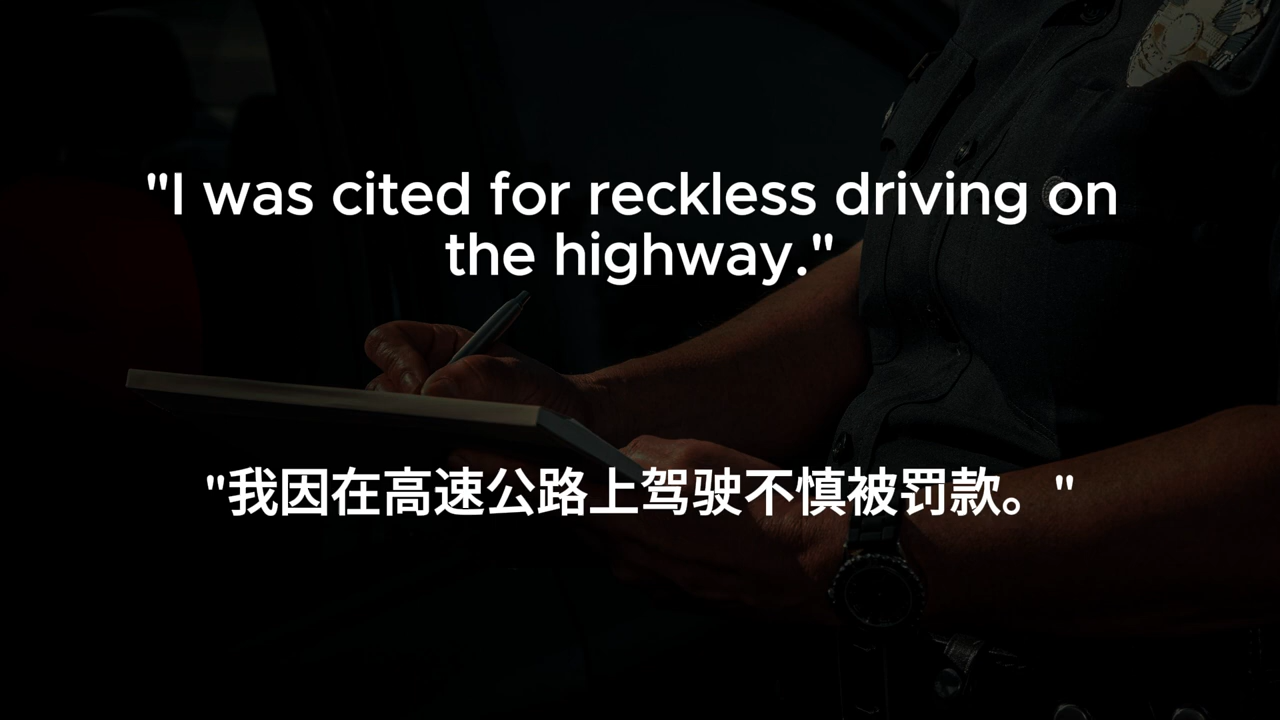 "I was cited for reckless driving on
the highway."
"我因在高速公路上驾驶不慎被罚款。"